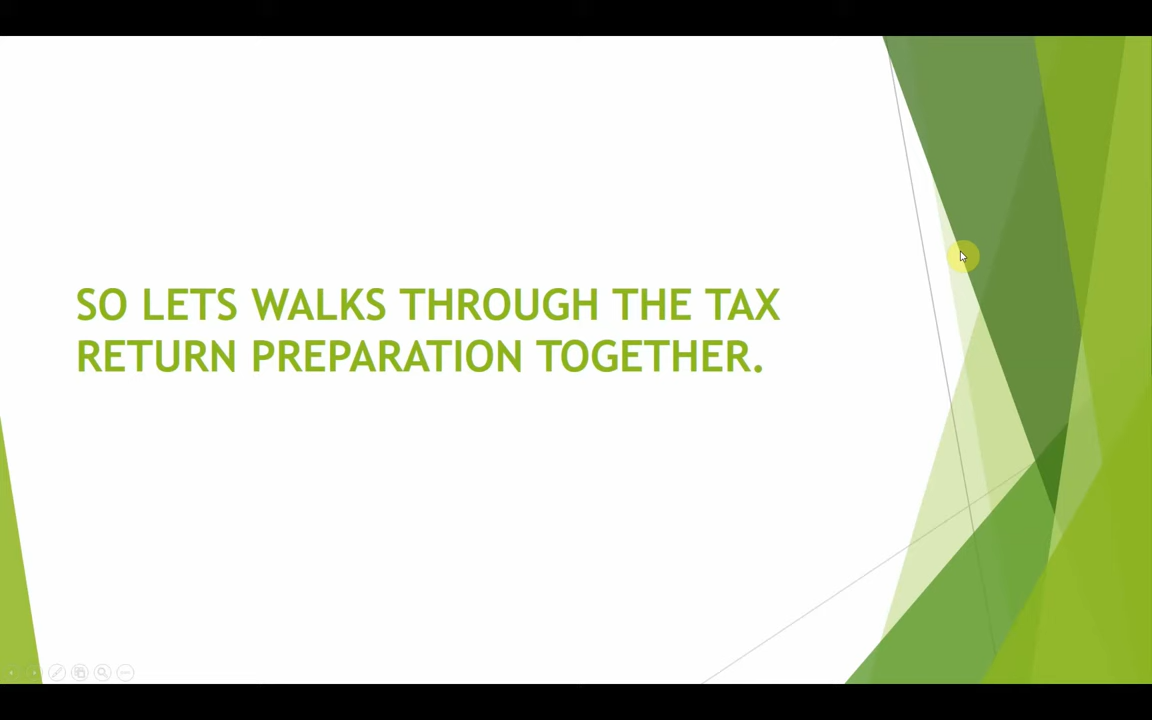 SO LETS WALKS THROUGH THE TAX
RETURN PREPARATION TOGETHER.